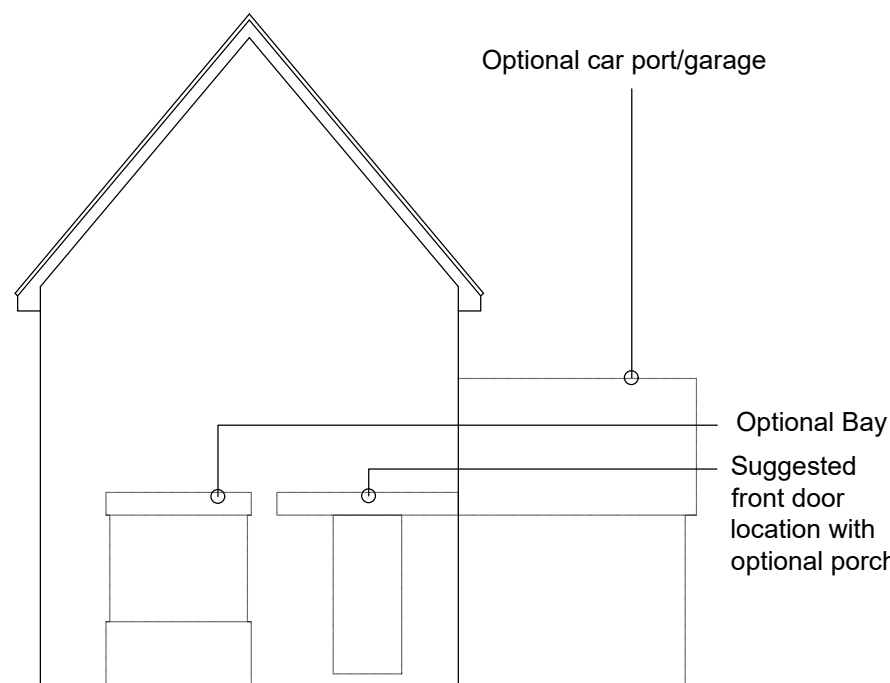 Optional car port/garage
Optional Bay
Suggested
front door
location with
optional porch